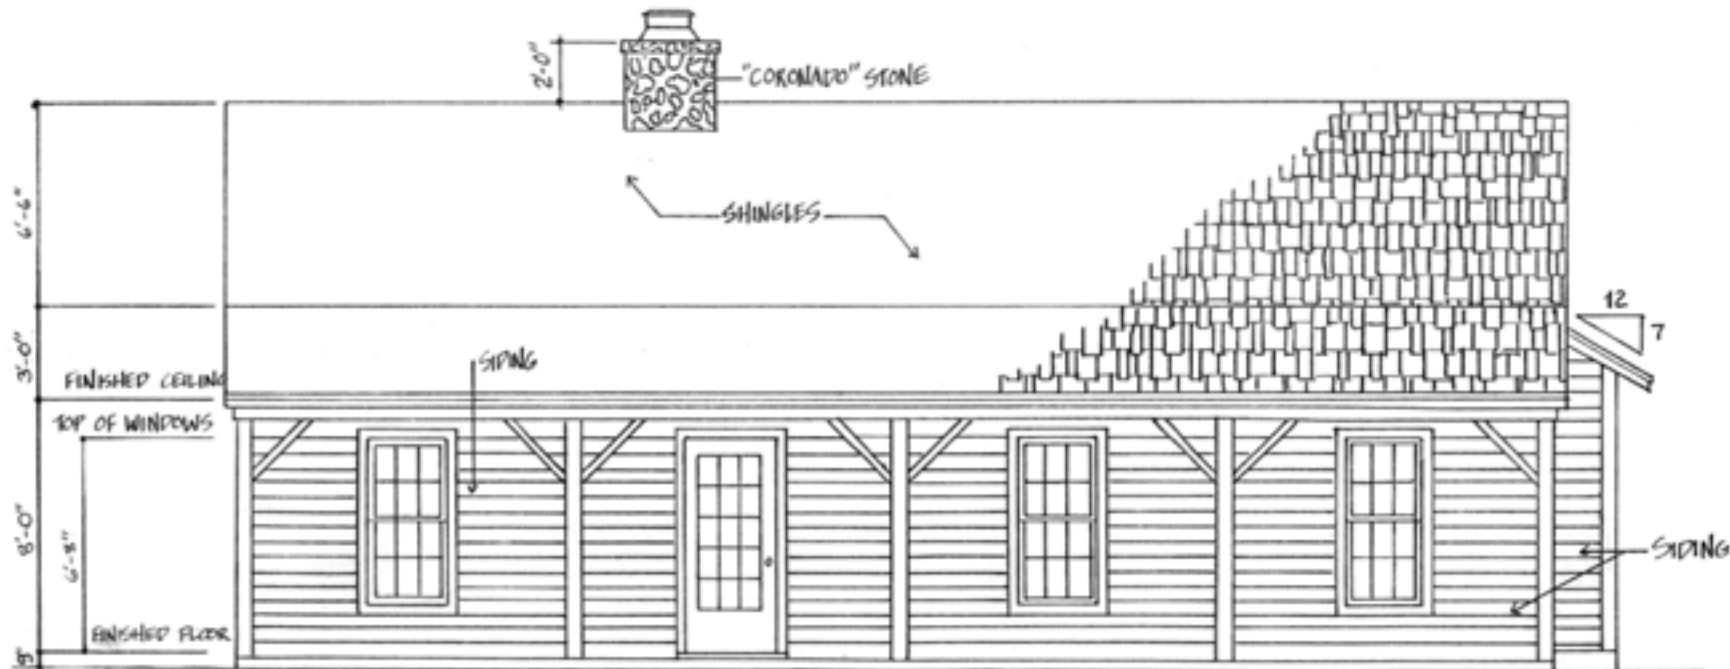 2'-0"
"CORONADO" STONE
6'-6"
SHINGLES
12
7
3'-0"
SIDING
FINISHED CEILING
TOP OF WINDOWS
8'-0"
6'-8"
SIDING
FINISHED FLOOR
8"